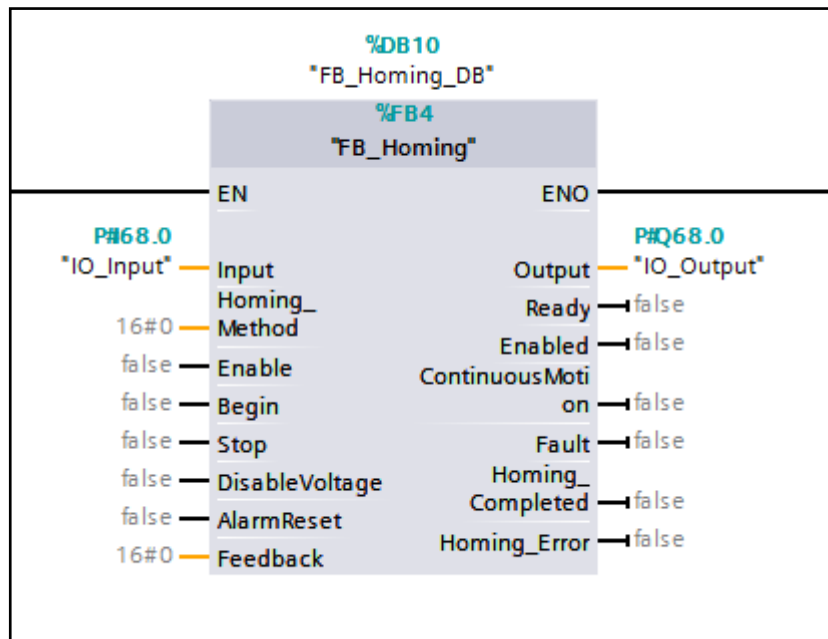 %DB10
"FB_Homing_DB"
%FB4
"FB_Homing"
EN ENO
P#I68.0 P#Q68.0
"IO_Input" Input Output "IO_Output"
Homing_ Ready false
16#0 Method Enabled false
false Enable ContinuousMoti
false Begin on false
false Stop Fault false
false DisableVoltage Homing_
Completed false
false AlarmReset Homing_Error false
16#0 Feedback